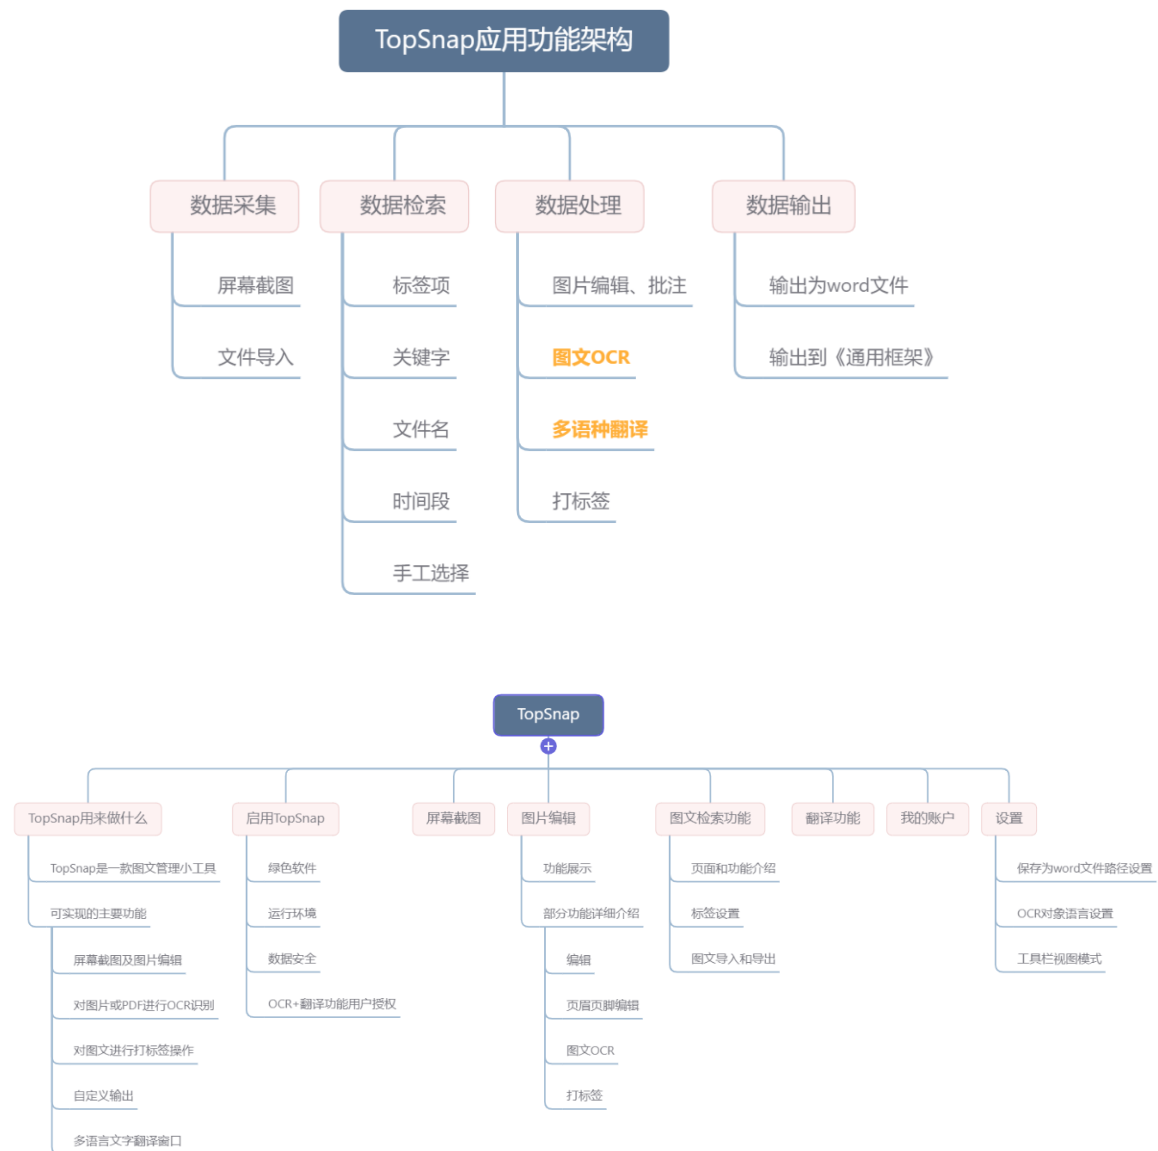 TopSnap应用功能架构
数据采集 数据检索 数据处理 数据输出
屏幕截图 标签项 图片编辑、批注 输出为word文件
文件导入 关键字 图文OCR 输出到《通用框架》
文件名 多语种翻译
时间段 打标签
手工选择
TopSnap
TopSnap用来做什么 启用TopSnap 屏幕截图 图片编辑 图文检索功能 翻译功能 我的账户 设置
TopSnap是一款图文管理小工具 绿色软件 功能展示 页面和功能介绍 保存为word文件路径设置
可实现的主要功能 运行环境 部分功能详细介绍 标签设置 OCR对象语言设置
屏幕截图及图片编辑 数据安全 编辑 图文导入和导出 工具栏视图模式
对图片或PDF进行OCR识别 OCR+翻译功能用户授权 页眉页脚编辑
对图文进行打标签操作 图文OCR
自定义输出 打标签
多语言文字翻译窗口